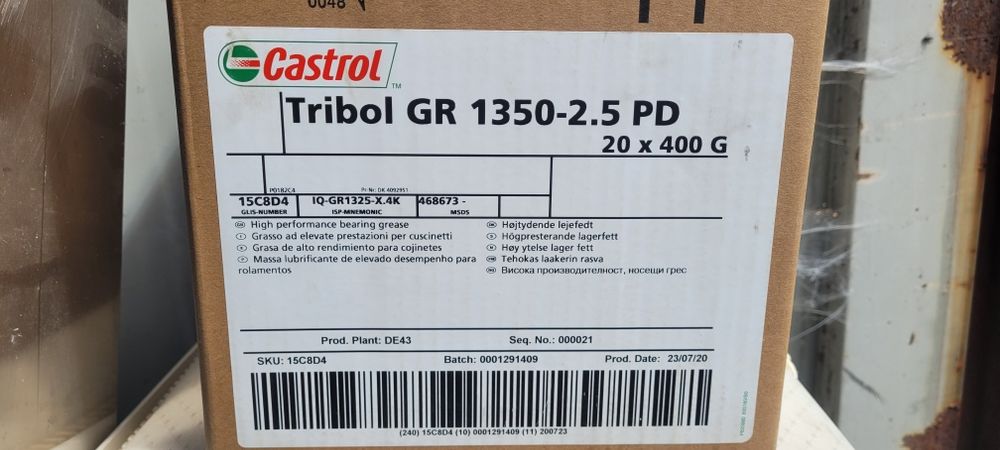 0048
Castrol™
Tribol GR 1350-2.5 PD
20 x 400 G
P0182C4 Pr-Nr: DK 4092951
15C8D4 IQ-GR1325-X.4K 468673 -
GLIS-NUMBER ISP-MNEMONIC MSDS
High performance bearing grease
Grasso ad elevate prestazioni per cuscinetti
Grasa de alto rendimiento para cojinetes
Massa lubrificante de elevado desempenho para
rolamentos
Højtydende lejefedt
Högpresterande lagerfett
Høy ytelse lager fett
Tehokas laakerin rasva
Висока производителност, носещи грес
Prod. Plant: DE43 Seq. No.: 000021
SKU: 15C8D4 Batch: 0001291409 Prod. Date: 23/07/20
(240) 15C8D4 (10) 0001291409 (11) 200723